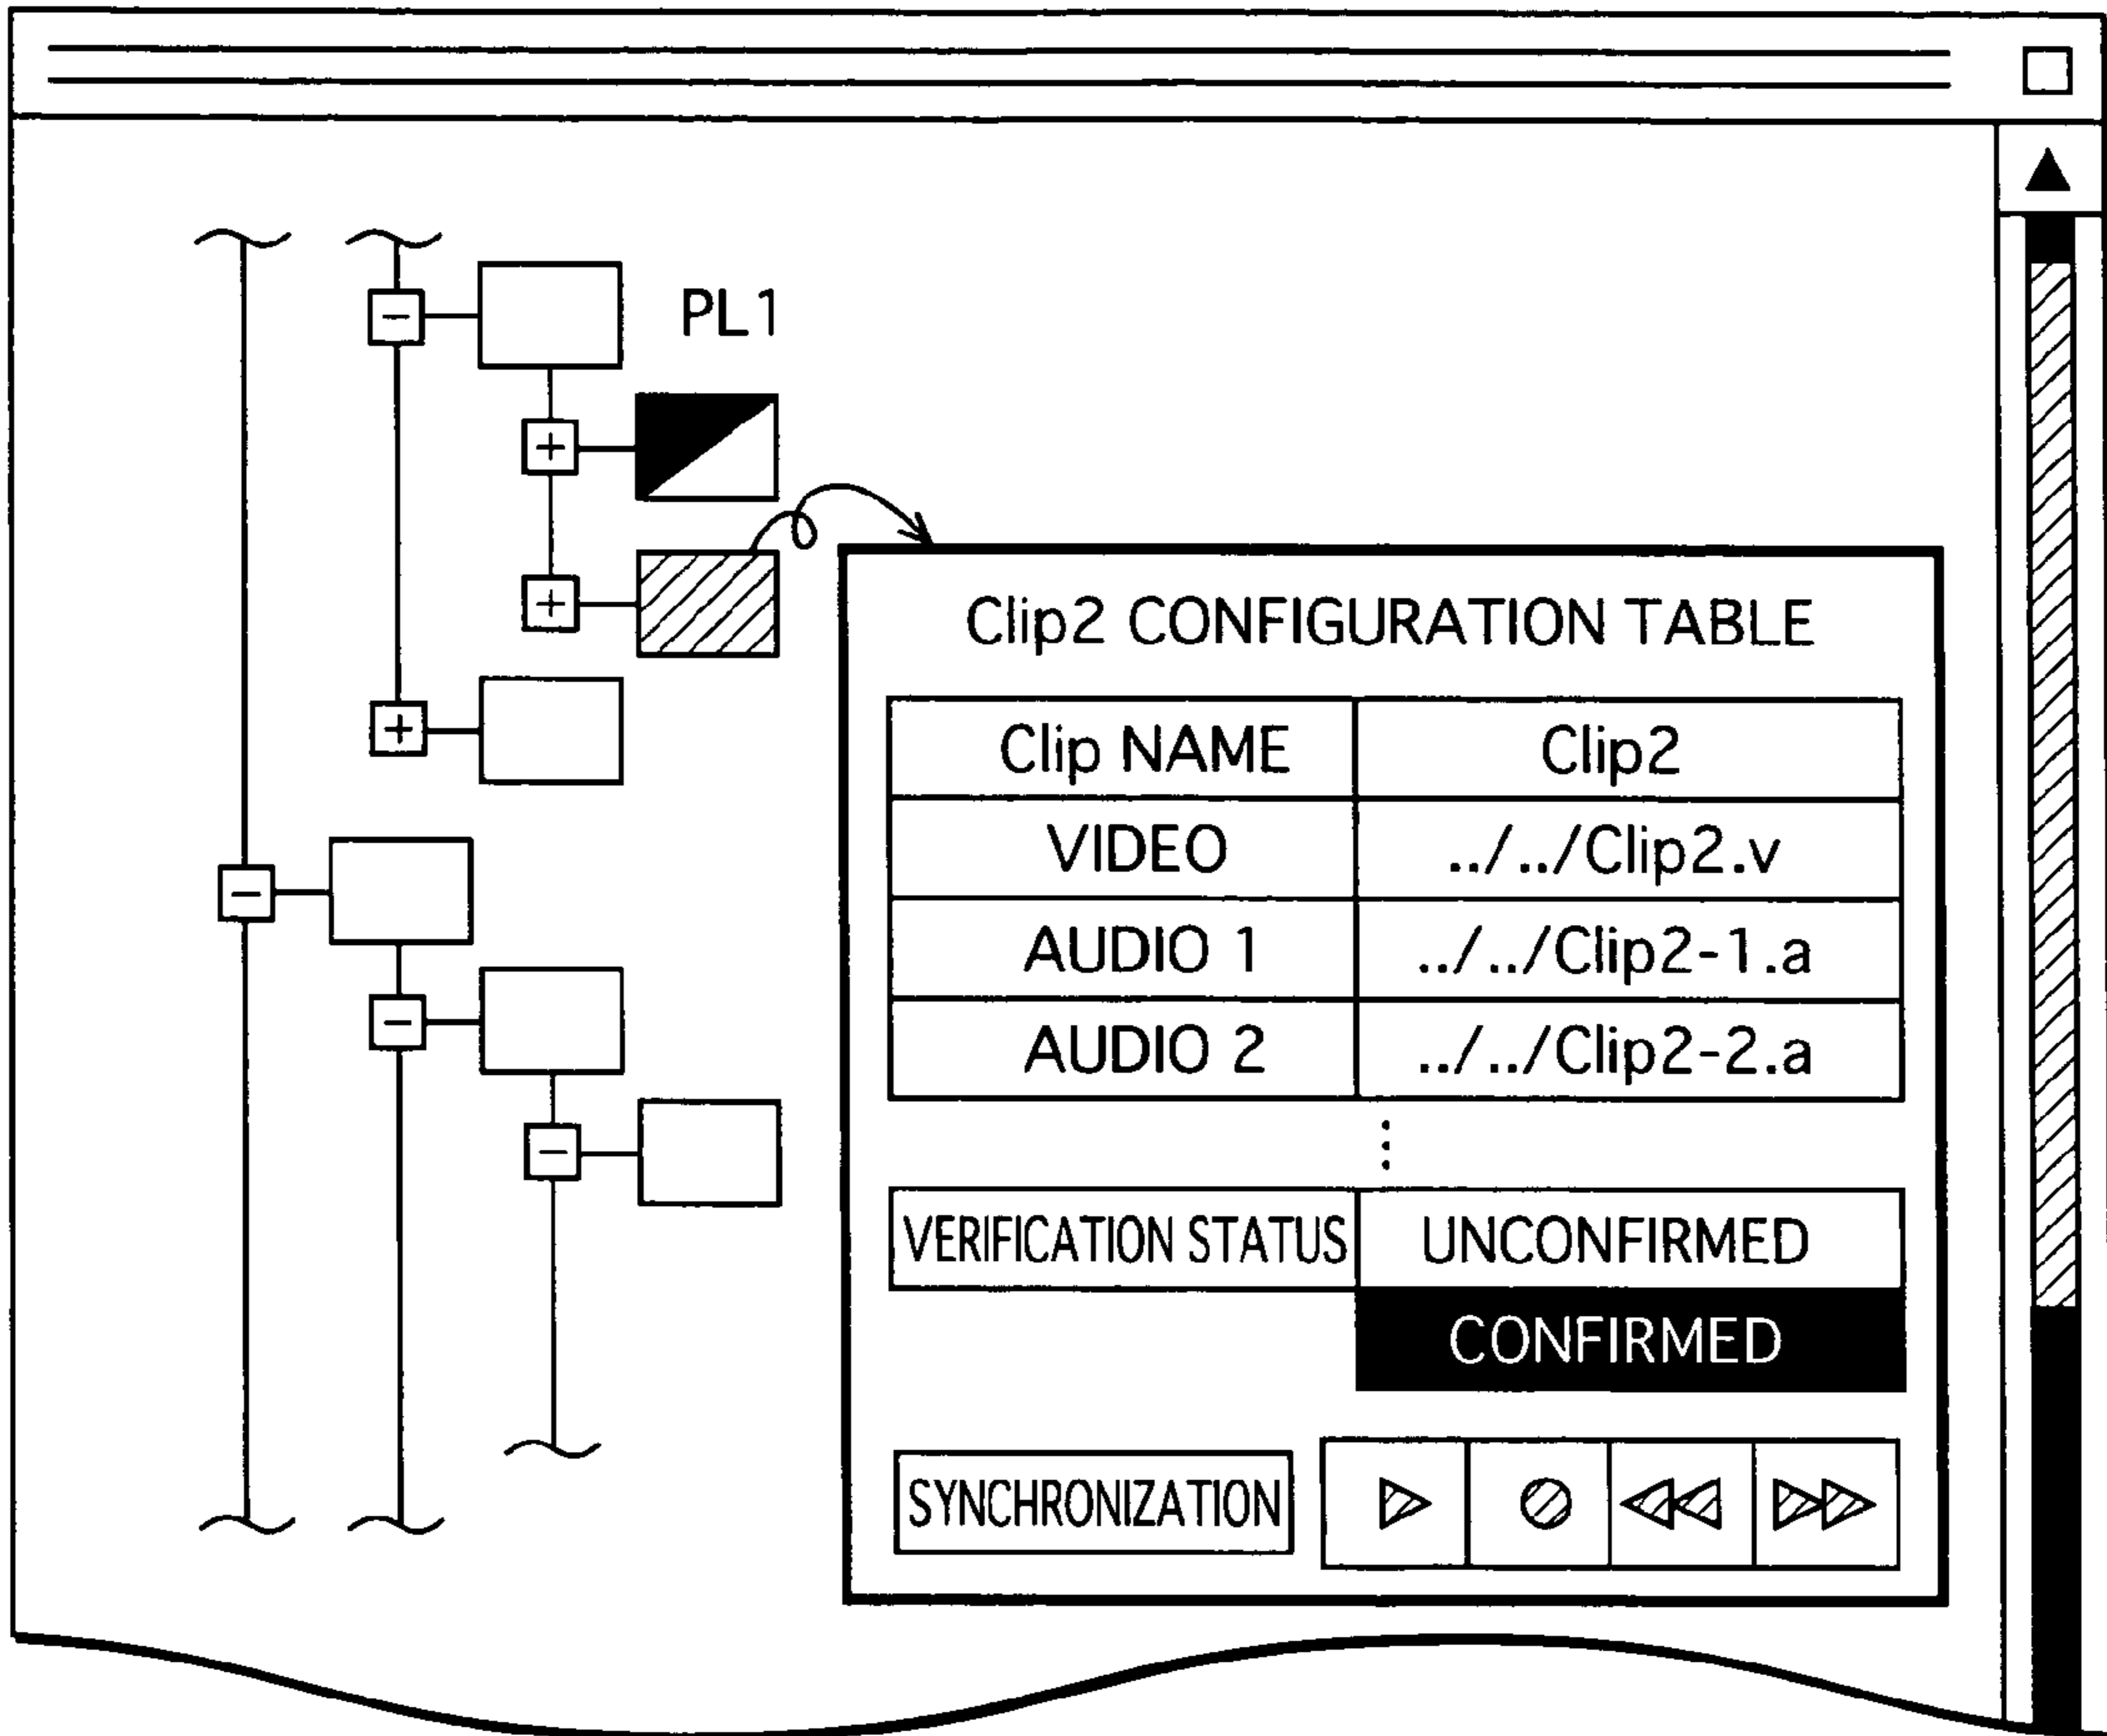 PL1
Clip2 CONFIGURATION TABLE
Clip NAME Clip2
VIDEO ../../Clip2.v
AUDIO 1 ../../Clip2-1.a
AUDIO 2 ../../Clip2-2.a
VERIFICATION STATUS UNCONFIRMED
CONFIRMED
SYNCHRONIZATION